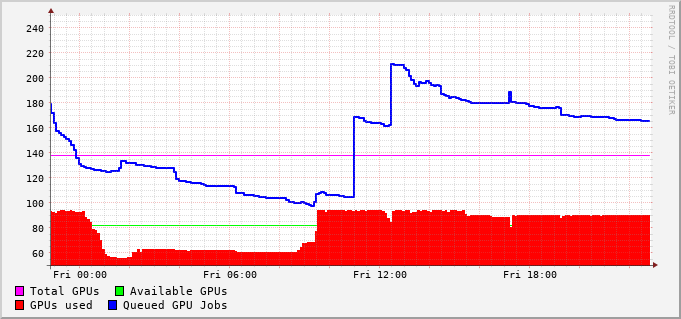 240
220
200
180
160
140
120
100
80
60
Fri 00:00 Fri 06:00 Fri 12:00 Fri 18:00
Total GPUs Available GPUs
GPUs used Queued GPU Jobs
RRDTOOL / TOBI OETIKER